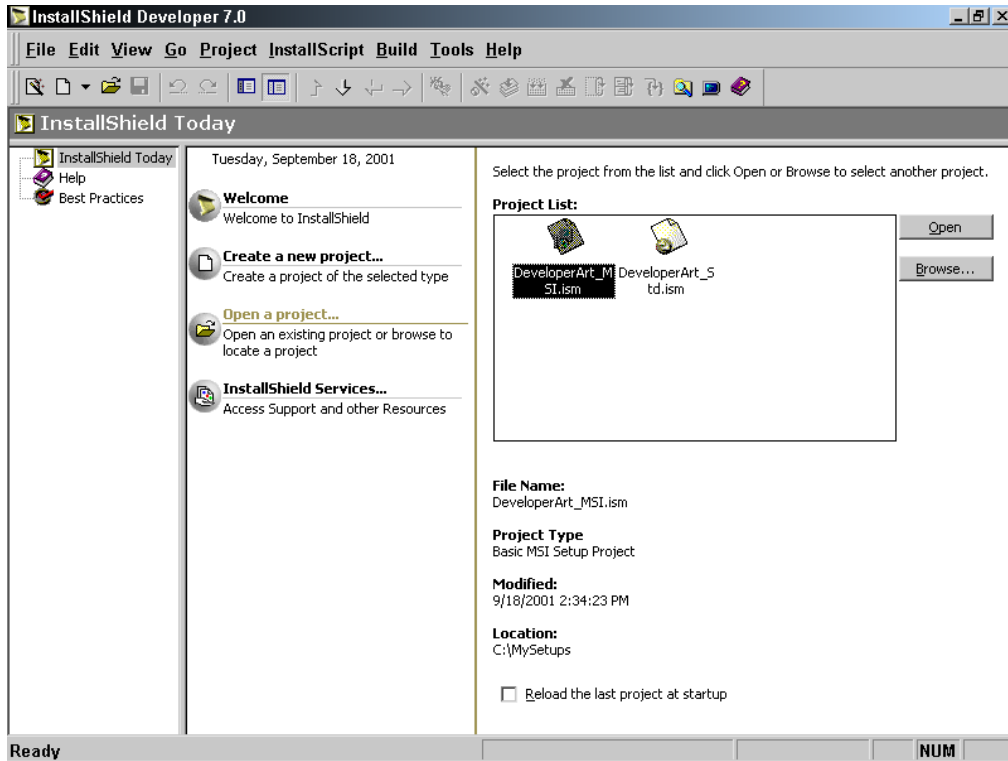 InstallShield Developer 7.0
File Edit View Go Project InstallScript Build Tools Help
InstallShield Today
InstallShield Today
Help
Best Practices
Tuesday, September 18, 2001
Welcome
Welcome to InstallShield
Create a new project...
Create a project of the selected type
Open a project...
Open an existing project or browse to
locate a project
InstallShield Services...
Access Support and other Resources
Select the project from the list and click Open or Browse to select another project.
Project List:
DeveloperArt_M
SI.ism
DeveloperArt_S
td.ism
Open
Browse...
File Name:
DeveloperArt_MSI.ism
Project Type
Basic MSI Setup Project
Modified:
9/18/2001 2:34:23 PM
Location:
C:\MySetups
Reload the last project at startup
Ready
NUM